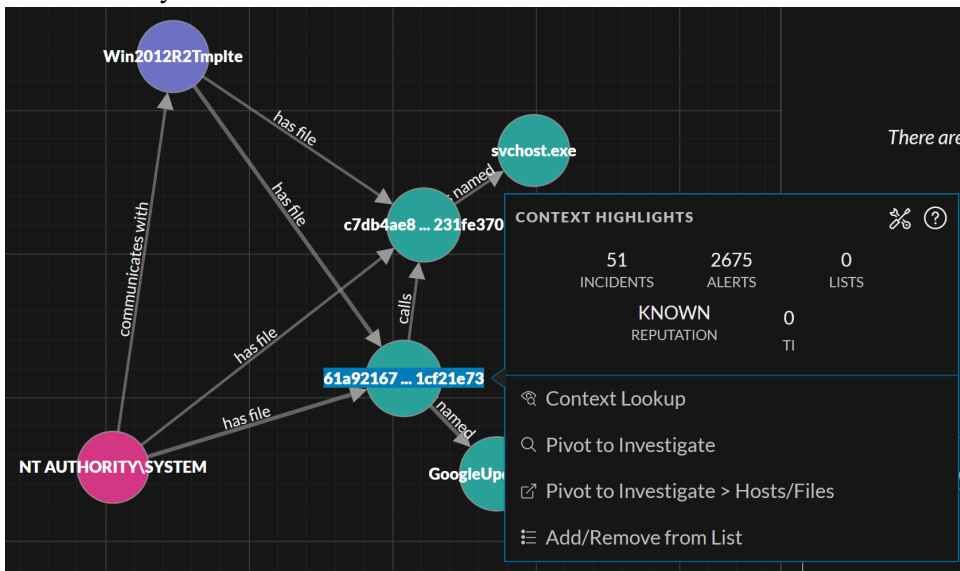 Win2012R2Tmplte
has file
svchost.exe
There are
named
has file
c7db4ae8 ... 231fe370
CONTEXT HIGHLIGHTS
51
2675
0
INCIDENTS
ALERTS
LISTS
communicates with
KNOWN
0
REPUTATION
TI
calls
has file
61a92167 ... 1cf21e73
Context Lookup
has file
named
Pivot to Investigate
NT AUTHORITY\SYSTEM
GoogleUp
Pivot to Investigate > Hosts/Files
Add/Remove from List